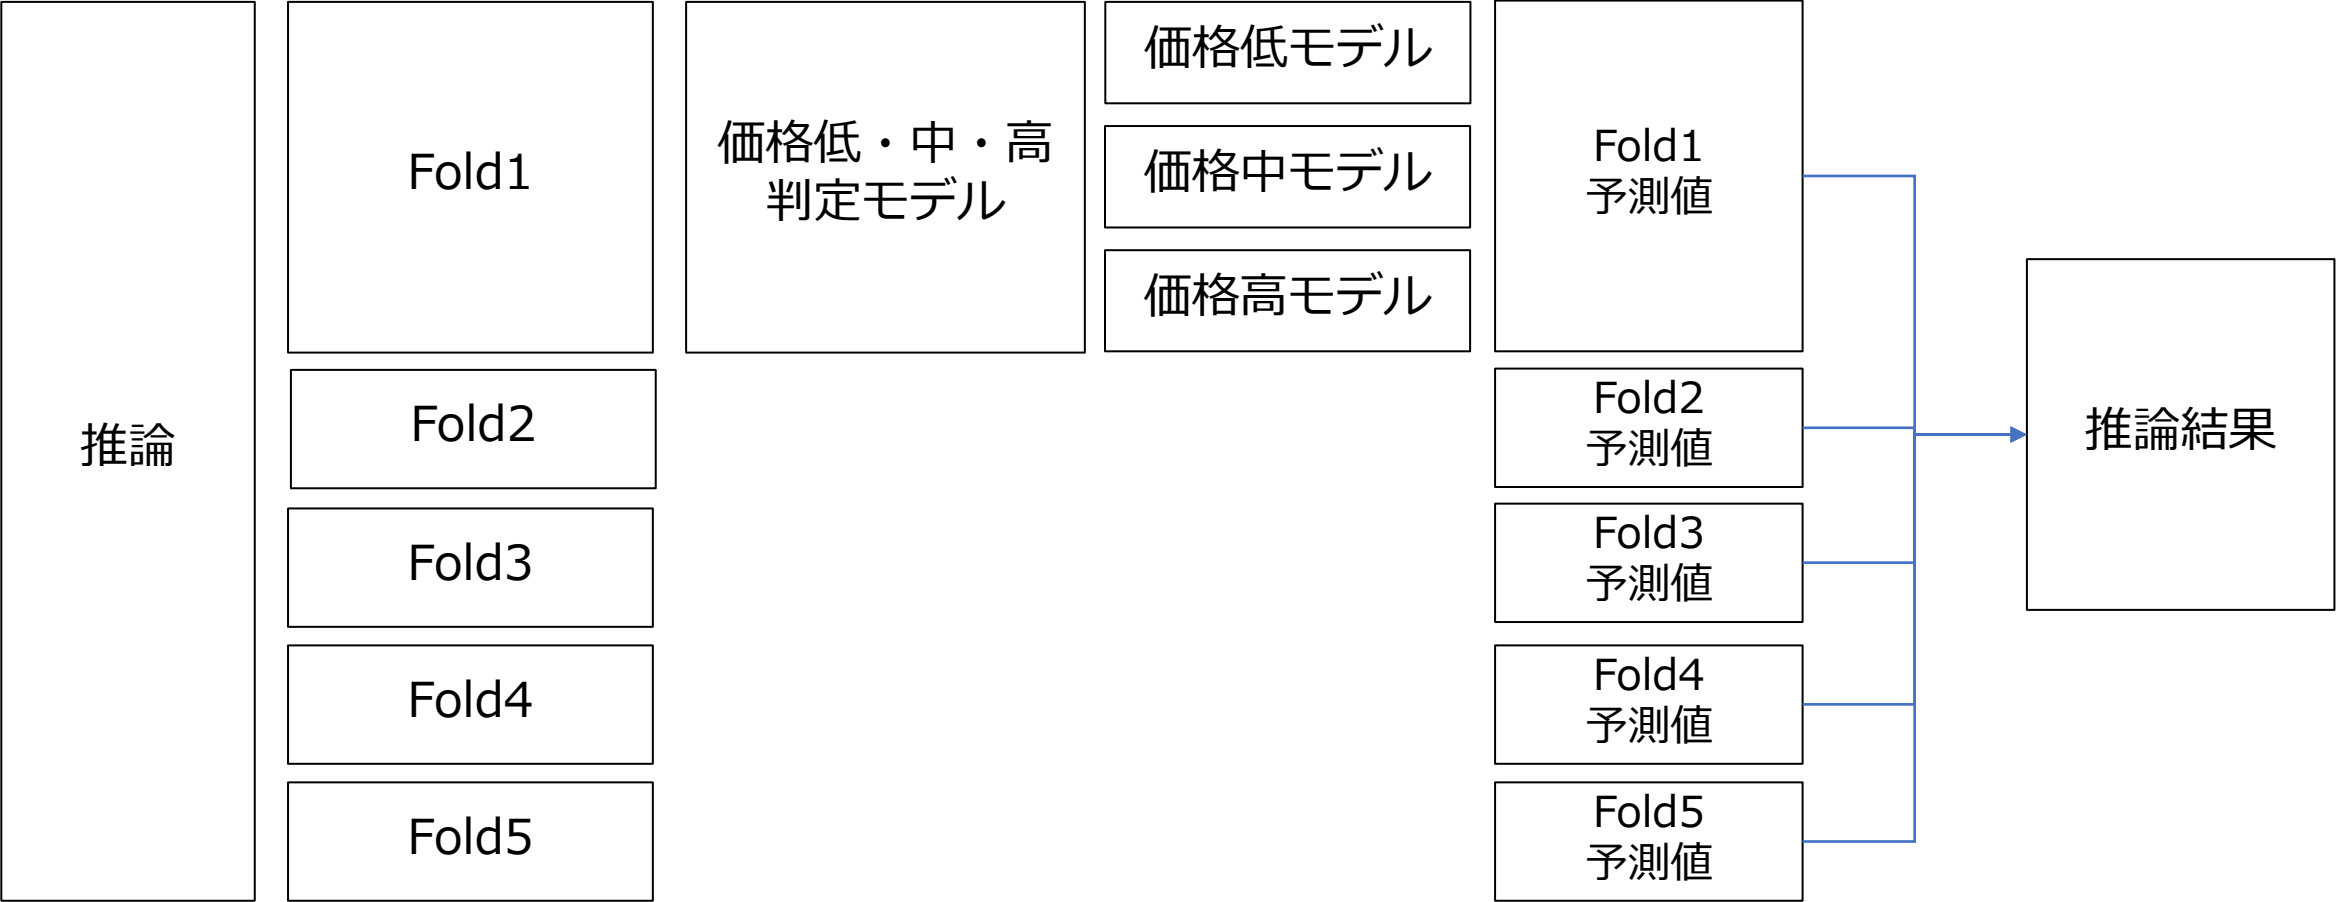 推論
Fold1
Fold2
Fold3
Fold4
Fold5
価格低・中・高
判定モデル
価格低モデル
価格中モデル
価格高モデル
Fold1
予測値
Fold2
予測値
Fold3
予測値
Fold4
予測値
Fold5
予測値
推論結果